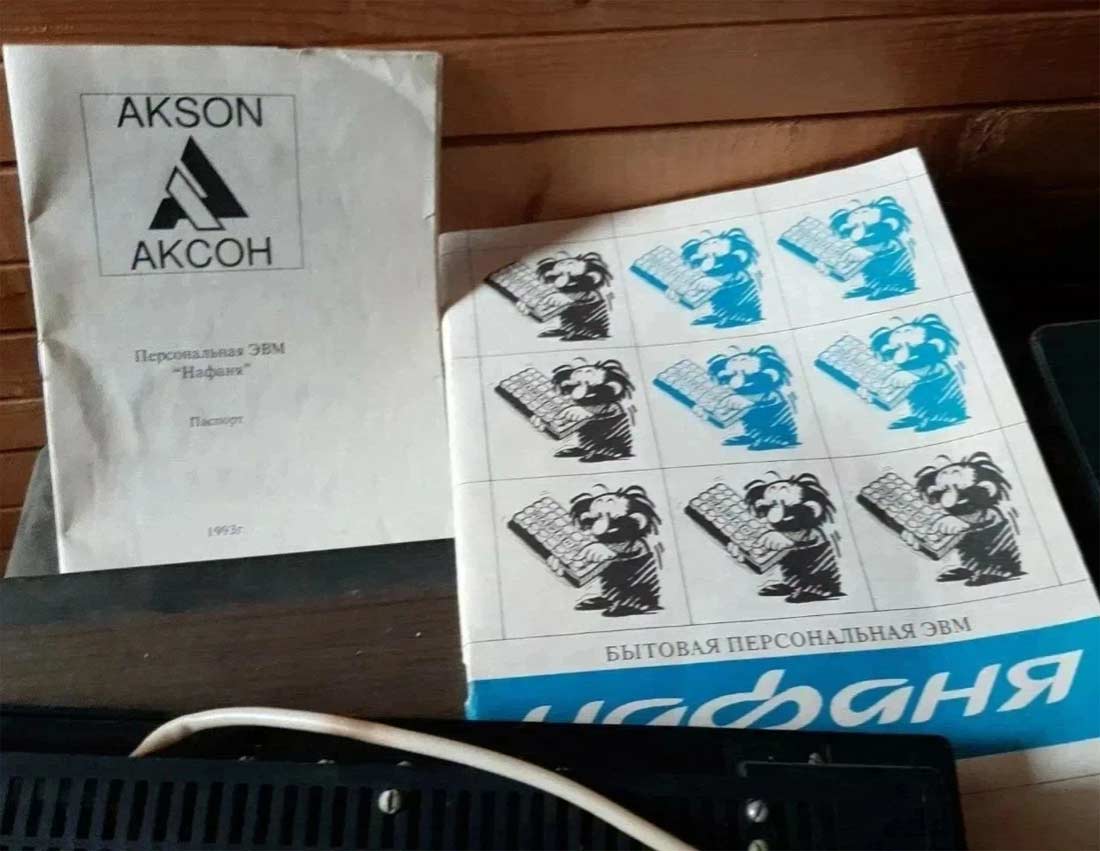 AKSON
АКСОН
Персональная ЭВМ
"Нафаня"
Паспорт
1993г
БЫТОВАЯ ПЕРСОНАЛЬНАЯ ЭВМ
нафаня